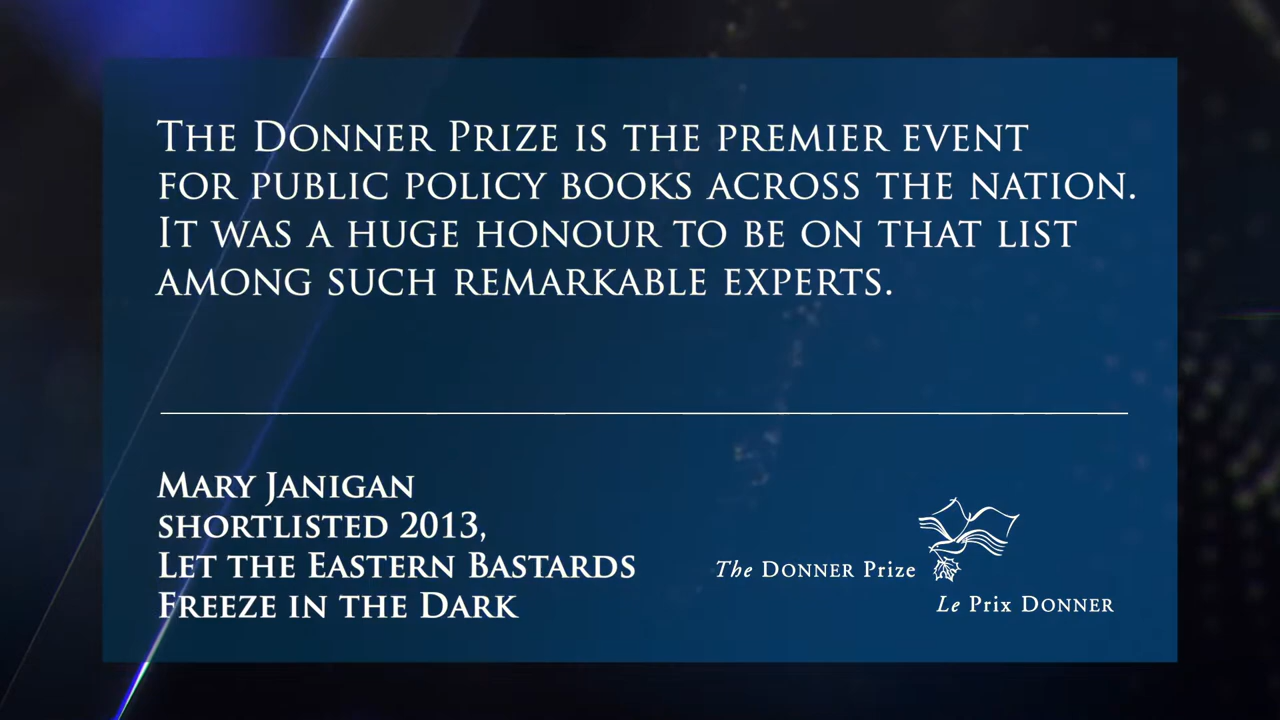 The Donner Prize is the premier event
for public policy books across the nation.
It was a huge honour to be on that list
among such remarkable experts.
Mary Janigan
shortlisted 2013,
Let the Eastern Bastards
Freeze in the Dark
The DONNER Prize
Le Prix DONNER